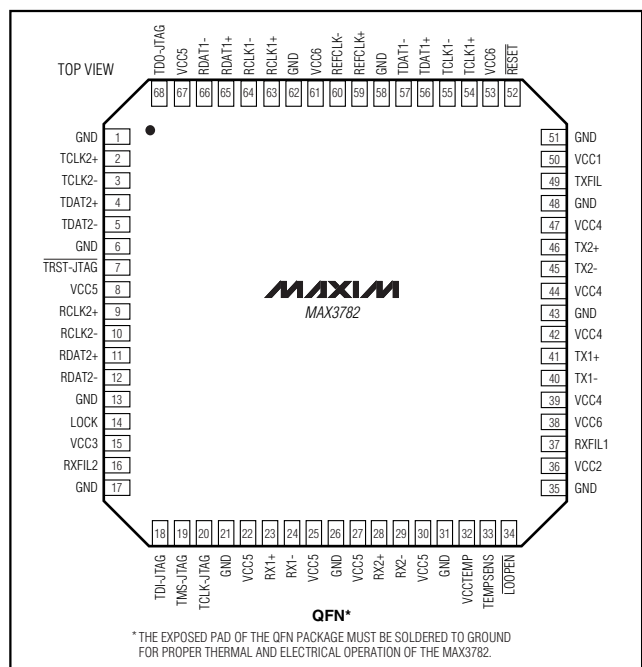 TOP VIEW
TDO-JTAG
VCC5
RDAT1-
RDAT1+
RCLK1-
RCLK1+
GND
VCC6
REFCLK-
REFCLK+
GND
TDAT1-
TDAT1+
TCLK1-
TCLK1+
VCC6
RESET
68 67 66 65 64 63 62 61 60 59 58 57 56 55 54 53 52
GND 1
TCLK2+ 2
TCLK2- 3
TDAT2+ 4
TDAT2- 5
GND 6
TRST-JTAG 7
VCC5 8
RCLK2+ 9
RCLK2- 10
RDAT2+ 11
RDAT2- 12
GND 13
LOCK 14
VCC3 15
RXFIL2 16
GND 17
MAXIM
MAX3782
51 GND
50 VCC1
49 TXFIL
48 GND
47 VCC4
46 TX2+
45 TX2-
44 VCC4
43 GND
42 VCC4
41 TX1+
40 TX1-
39 VCC4
38 VCC6
37 RXFIL1
36 VCC2
35 GND
18 19 20 21 22 23 24 25 26 27 28 29 30 31 32 33 34
TDI-JTAG
TMS-JTAG
TCLK-JTAG
GND
VCC5
RX1+
RX1-
VCC5
GND
VCC5
RX2+
RX2-
VCC5
GND
VCCTEMP
TEMPSENS
LOOPEN
QFN*
* THE EXPOSED PAD OF THE QFN PACKAGE MUST BE SOLDERED TO GROUND
FOR PROPER THERMAL AND ELECTRICAL OPERATION OF THE MAX3782.